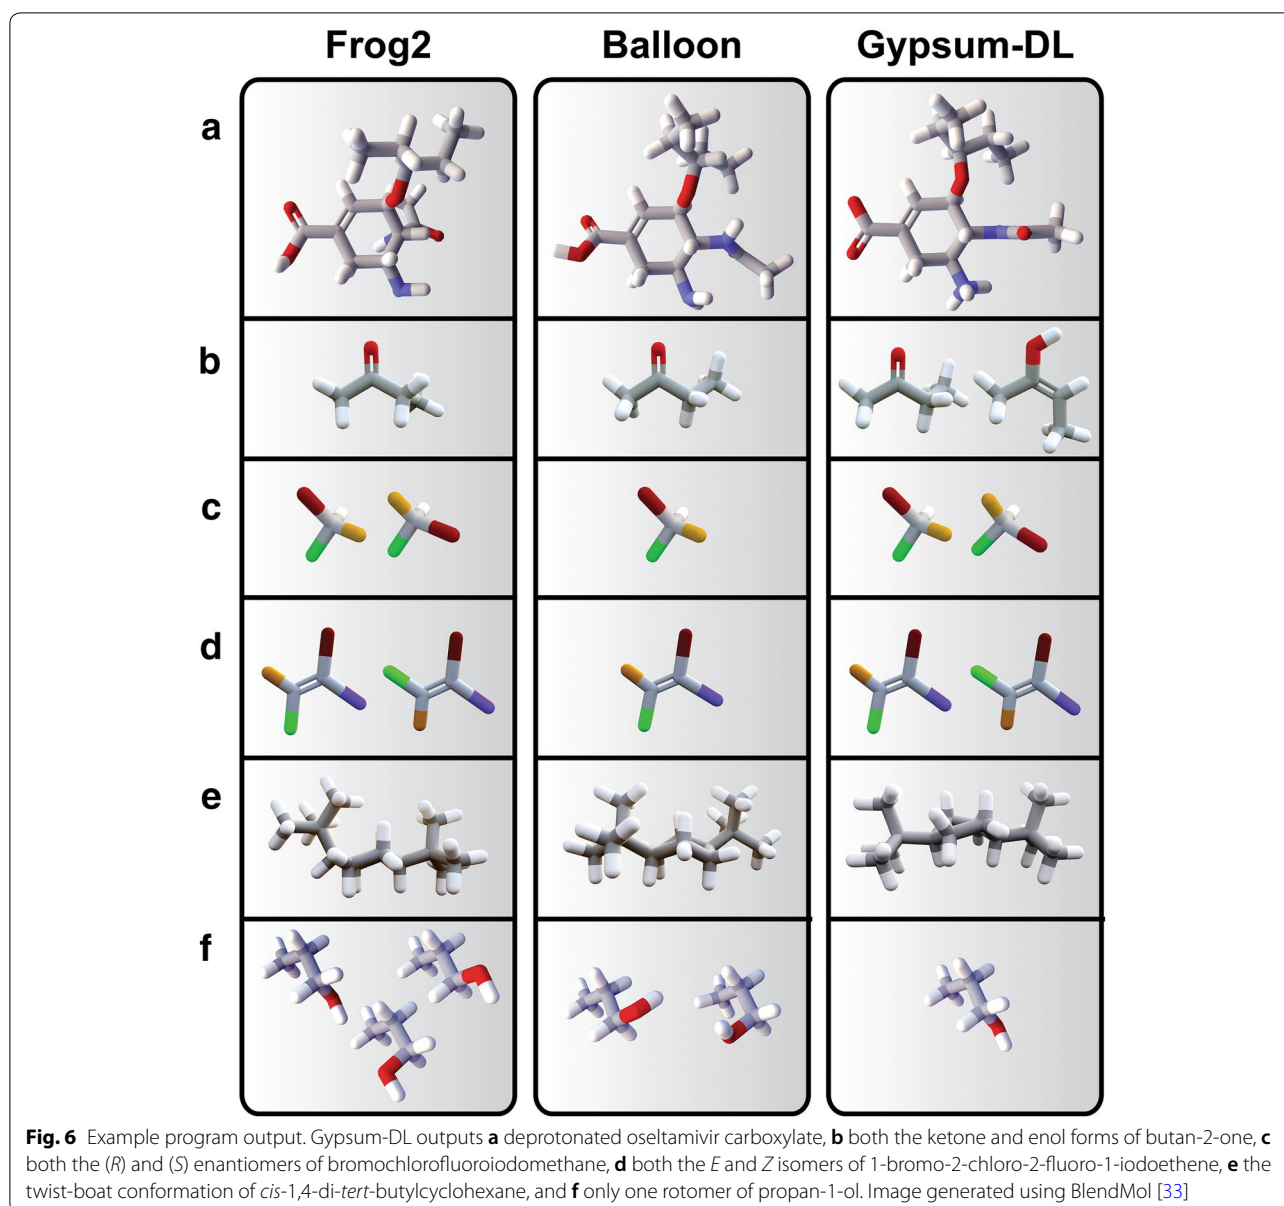 Frog2 Balloon Gypsum-DL
a
b
c
d
e
f
Fig. 6 Example program output. Gypsum-DL outputs a deprotonated oseltamivir carboxylate, b both the ketone and enol forms of butan-2-one, c
both the (R) and (S) enantiomers of bromochlorofluoroiodomethane, d both the E and Z isomers of 1-bromo-2-chloro-2-fluoro-1-iodoethene, e the
twist-boat conformation of cis-1,4-di-tert-butylcyclohexane, and f only one rotomer of propan-1-ol. Image generated using BlendMol [33]